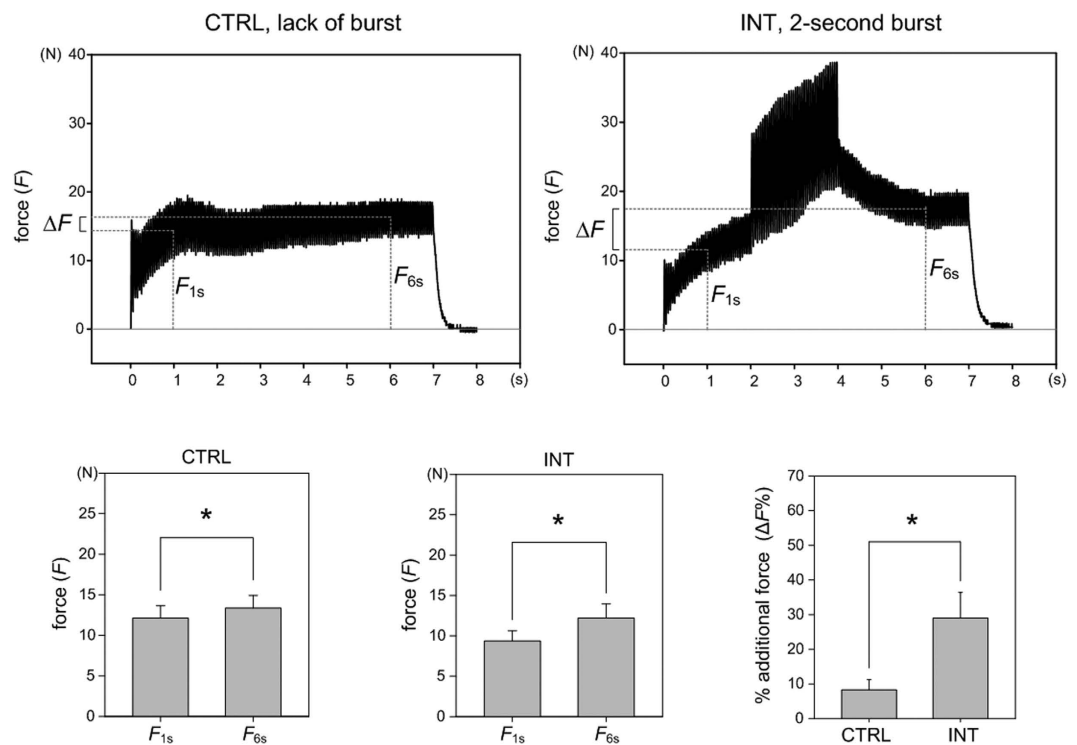 CTRL, lack of burst
(N)
40
30
20
10
0
force (F)
ΔF
F1s
F6s
0 1 2 3 4 5 6 7 8 (s)
INT, 2-second burst
(N)
40
30
20
10
0
force (F)
ΔF
F1s
F6s
0 1 2 3 4 5 6 7 8 (s)
CTRL
(N)
25
20
15
10
5
0
force (F)
*
F1s F6s
INT
(N)
25
20
15
10
5
0
force (F)
*
F1s F6s
70
60
50
40
30
20
10
0
% additional force (ΔF%)
*
CTRL INT